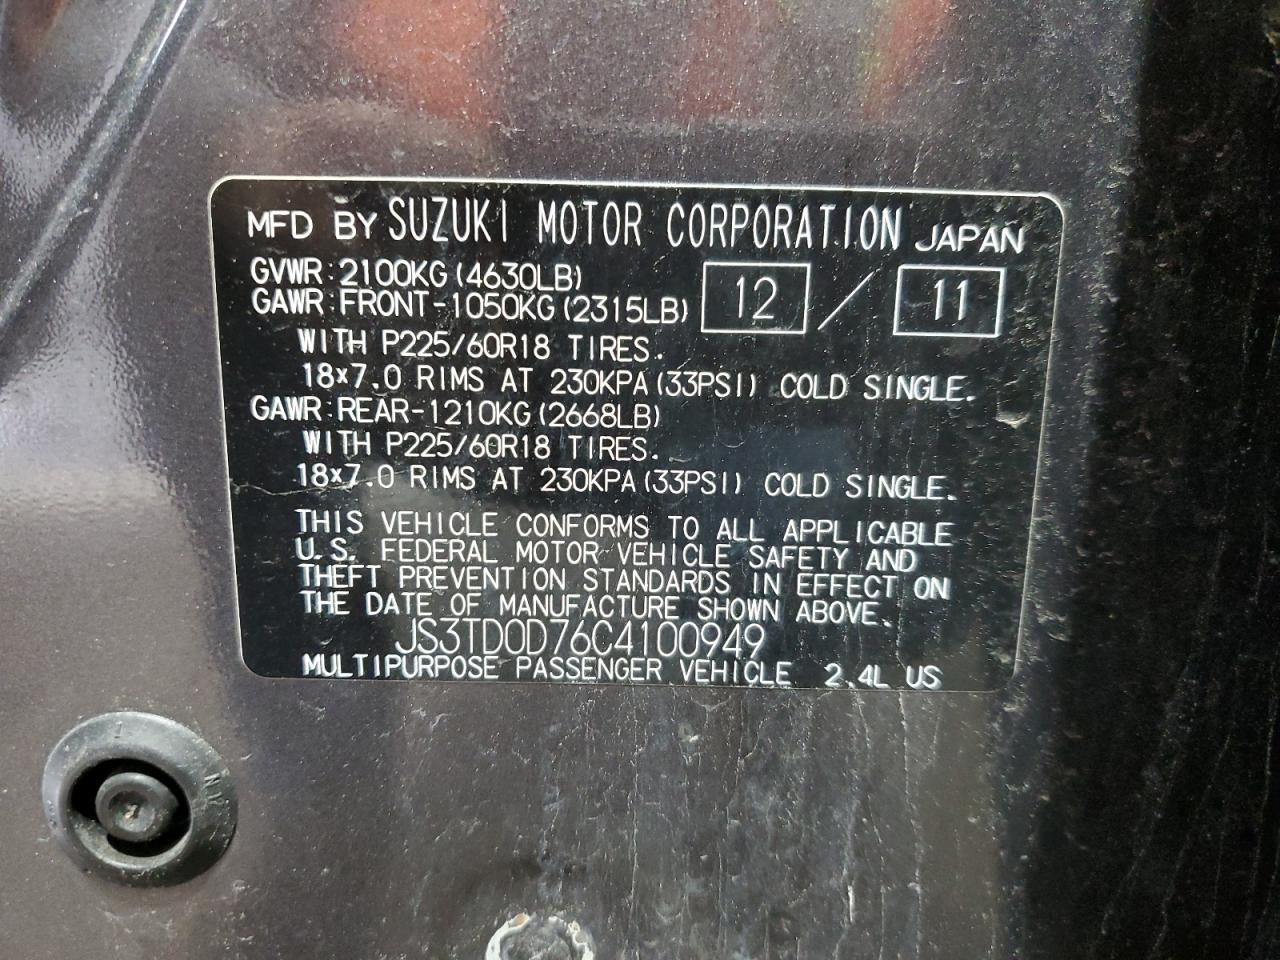 MFD BY SUZUKI MOTOR CORPORATION JAPAN
GVWR:2100KG(4630LB)
GAWR:FRONT-1050KG(2315LB)
12 / 11
WITH P225/60R18 TIRES.
18x7.0 RIMS AT 230KPA(33PSI) COLD SINGLE.
GAWR:REAR-1210KG(2668LB)
WITH P225/60R18 TIRES.
18x7.0 RIMS AT 230KPA(33PSI) COLD SINGLE.
THIS VEHICLE CONFORMS TO ALL APPLICABLE
U.S. FEDERAL MOTOR VEHICLE SAFETY AND
THEFT PREVENTION STANDARDS IN EFFECT ON
THE DATE OF MANUFACTURE SHOWN ABOVE.
JS3TD0D76C4100949
MULTIPURPOSE PASSENGER VEHICLE 2.4L US